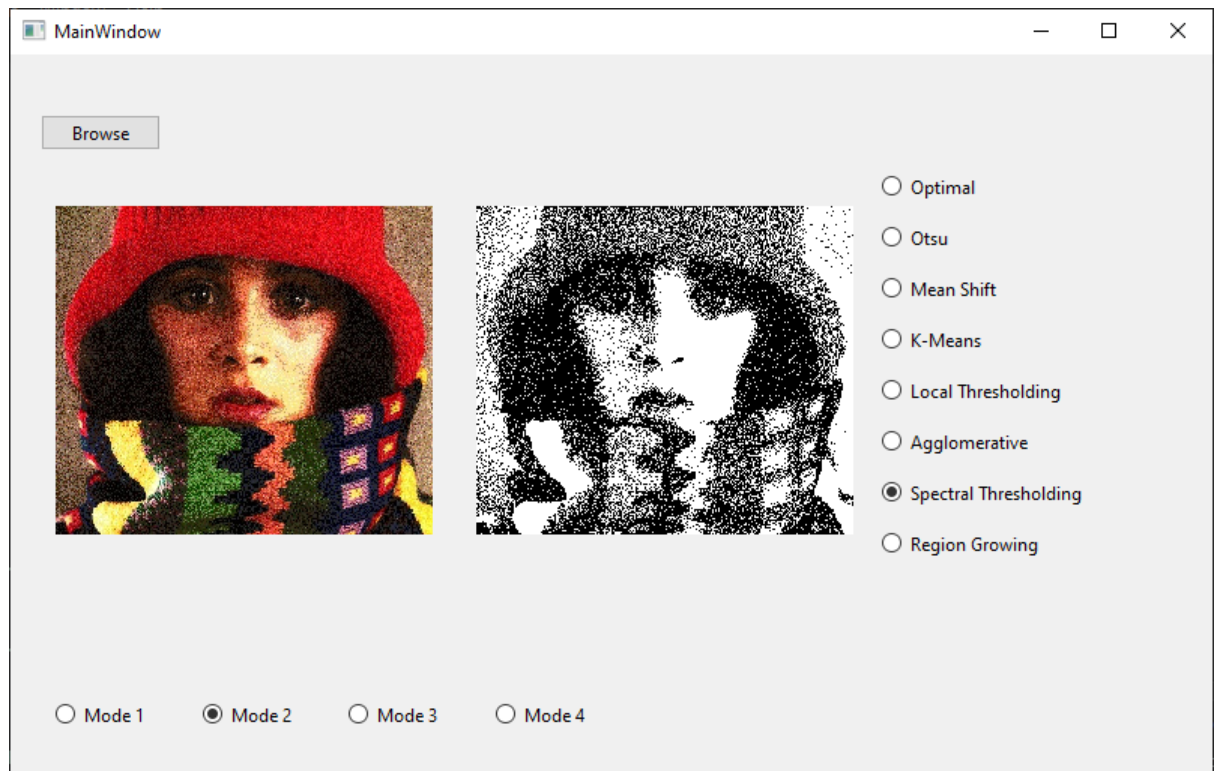 MainWindow
Browse
Optimal
Otsu
Mean Shift
K-Means
Local Thresholding
Agglomerative
Spectral Thresholding
Region Growing
Mode 1 Mode 2 Mode 3 Mode 4